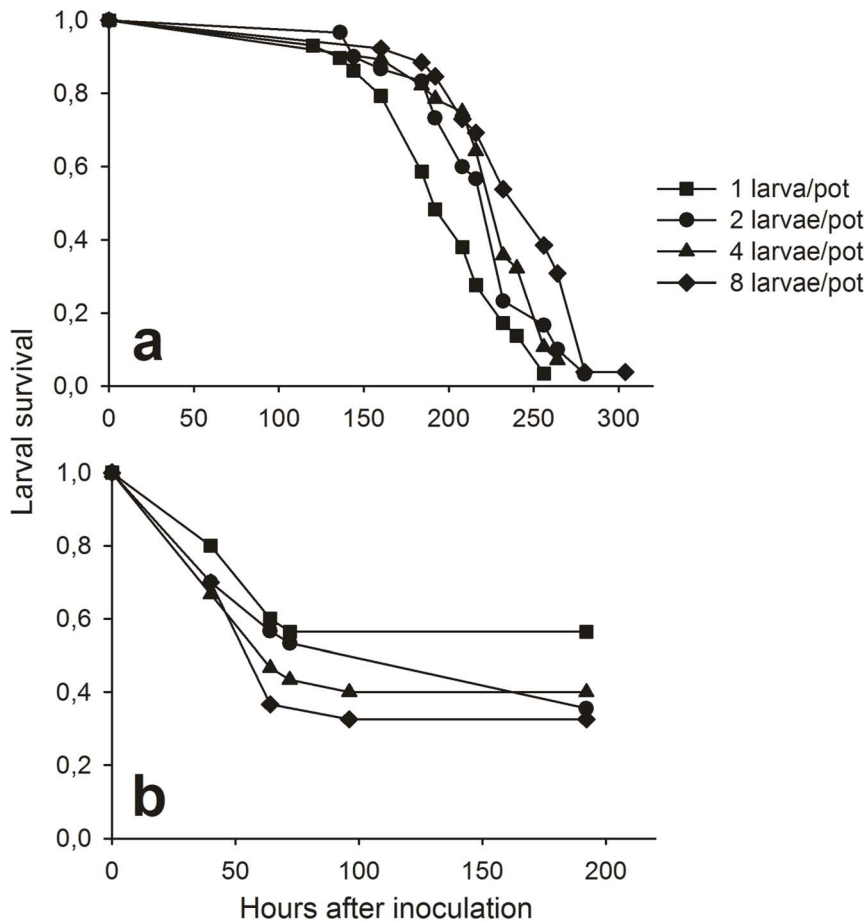 1,0
0,8
0,6
0,4
0,2
0,0
a
0 50 100 150 200 250 300
1 larva/pot
2 larvae/pot
4 larvae/pot
8 larvae/pot
Larval survival
1,0
0,8
0,6
0,4
0,2
0,0
b
0 50 100 150 200
Hours after inoculation